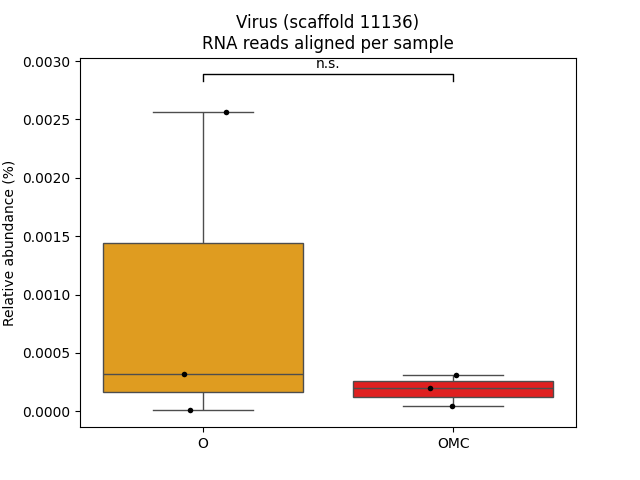 Virus (scaffold 11136)
RNA reads aligned per sample
n.s.
Relative abundance (%)
0.0030
0.0025
0.0020
0.0015
0.0010
0.0005
0.0000
O OMC